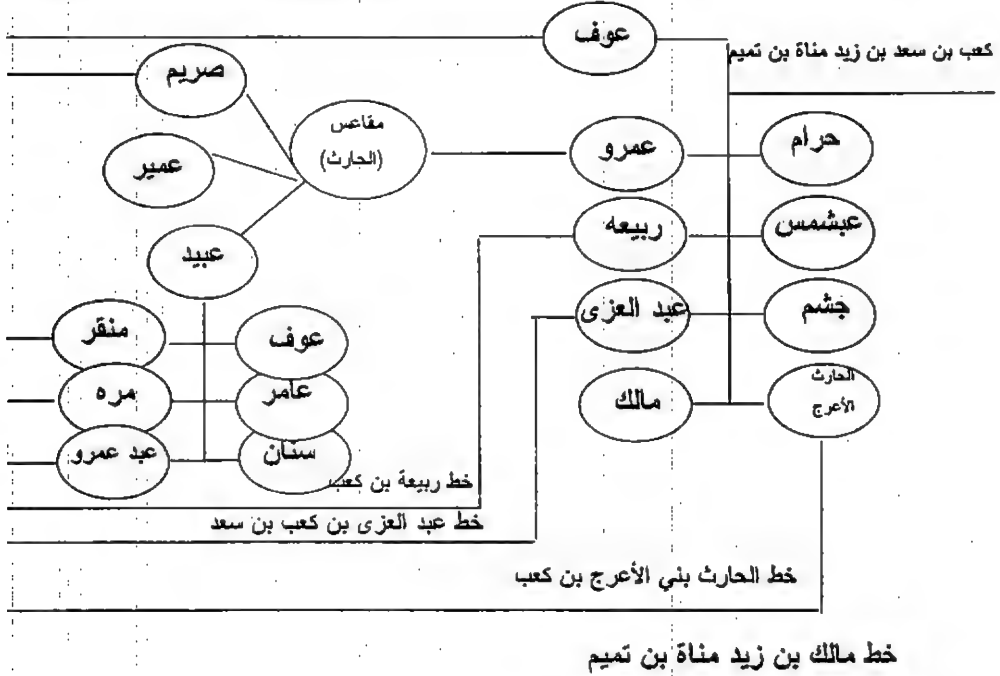 عوف
كعب بن سعد بن زيد مناة بن تميم
صريم
مقاعس
(الحارث)
عمرو
حرام
عمير
ربيعه
عبشمس
عبيد
عبد العزى
جشم
منقر
عوف
مره
عامر
مالك
الحارث
الأعرج
عبد عمرو
سنان
خط ربيعة بن كعب
خط عبد العزى بن كعب بن سعد
خط الحارث بني الأعرج بن كعب
خط مالك بن زيد مناة بن تميم